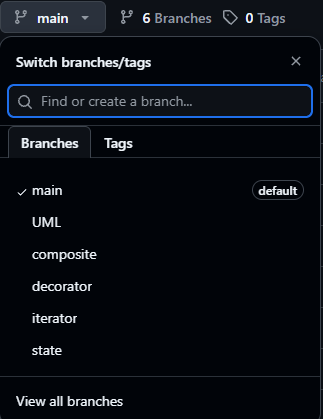 main 6 Branches 0 Tags
Switch branches/tags
Find or create a branch...
Branches Tags
main default
UML
composite
decorator
iterator
state
View all branches